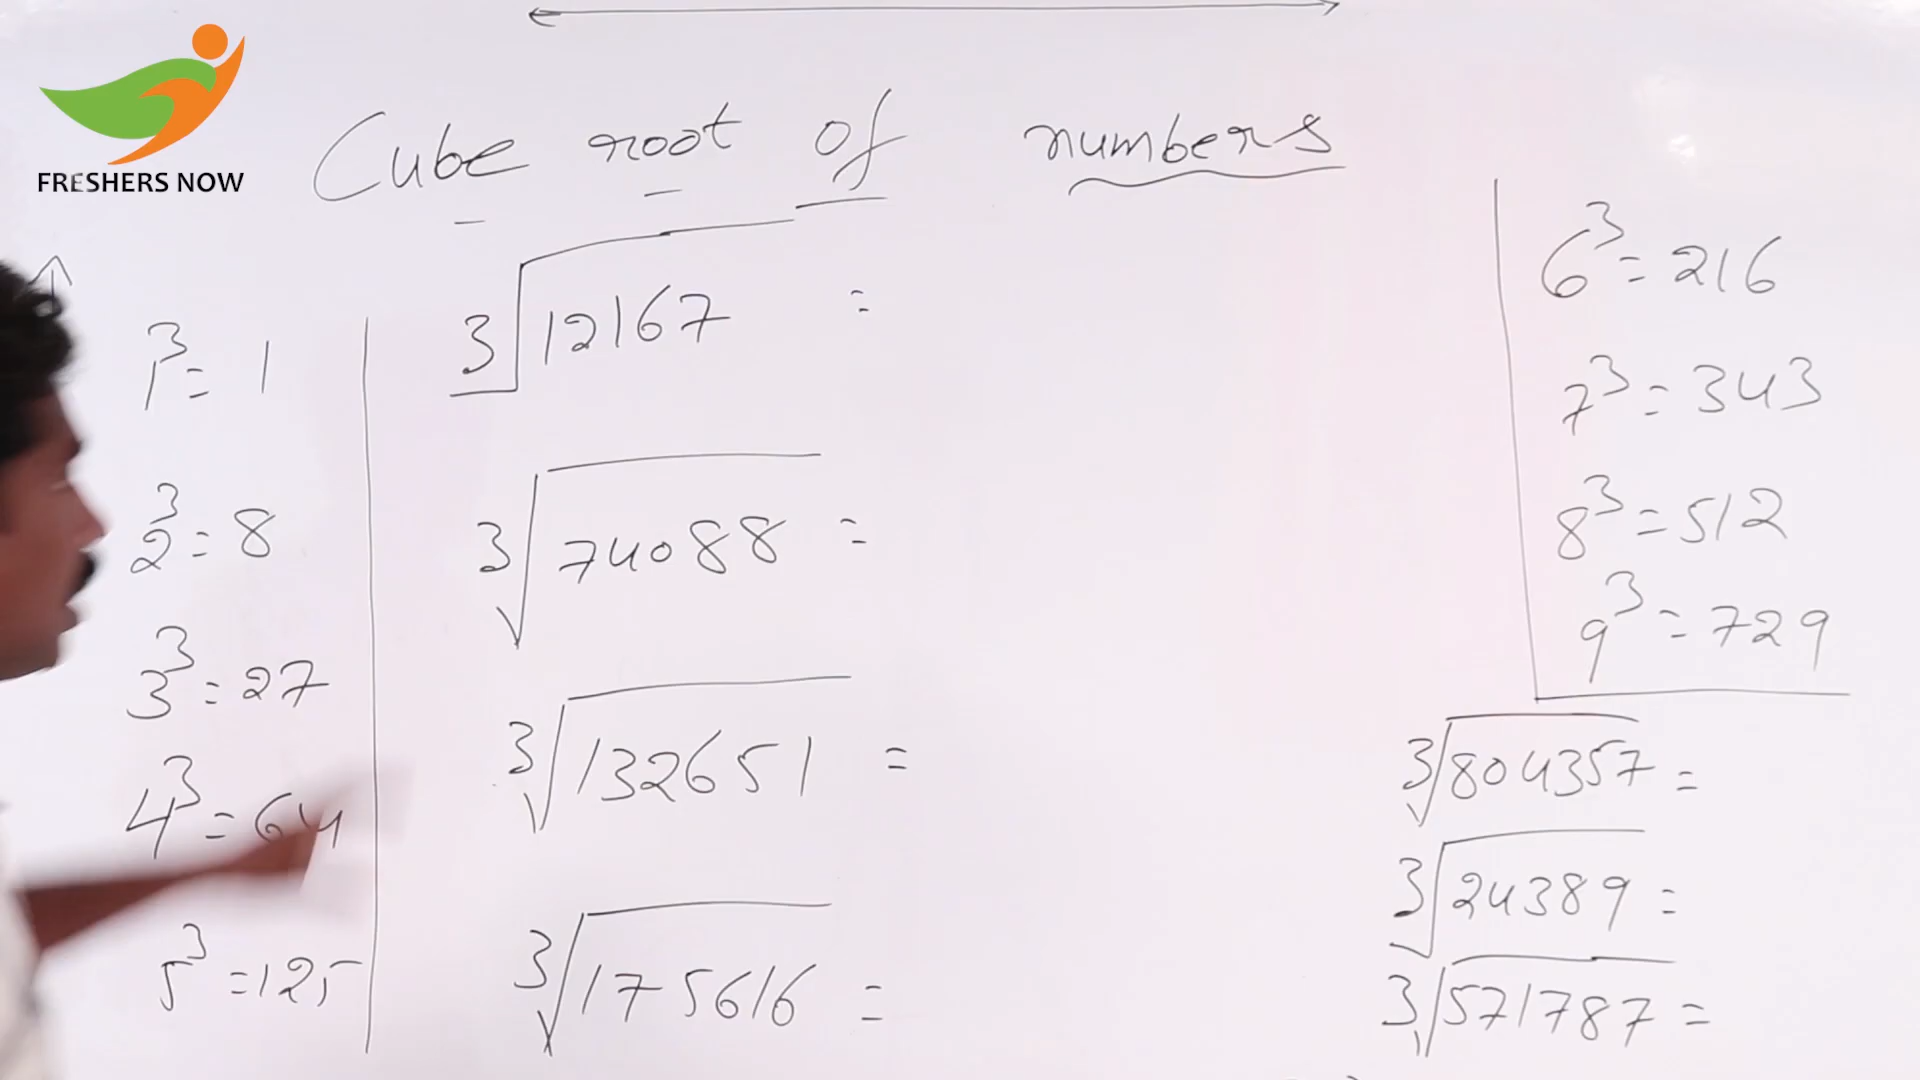 FRESHERS NOW
Cube root of numbers
1³ = 1
2³ = 8
3³ = 27
4³ = 64
5³ = 125
³√12167 =
³√74088 =
³√132651 =
³√175616 =
6³ = 216
7³ = 343
8³ = 512
9³ = 729
³√804357 =
³√24389 =
³√571787 =